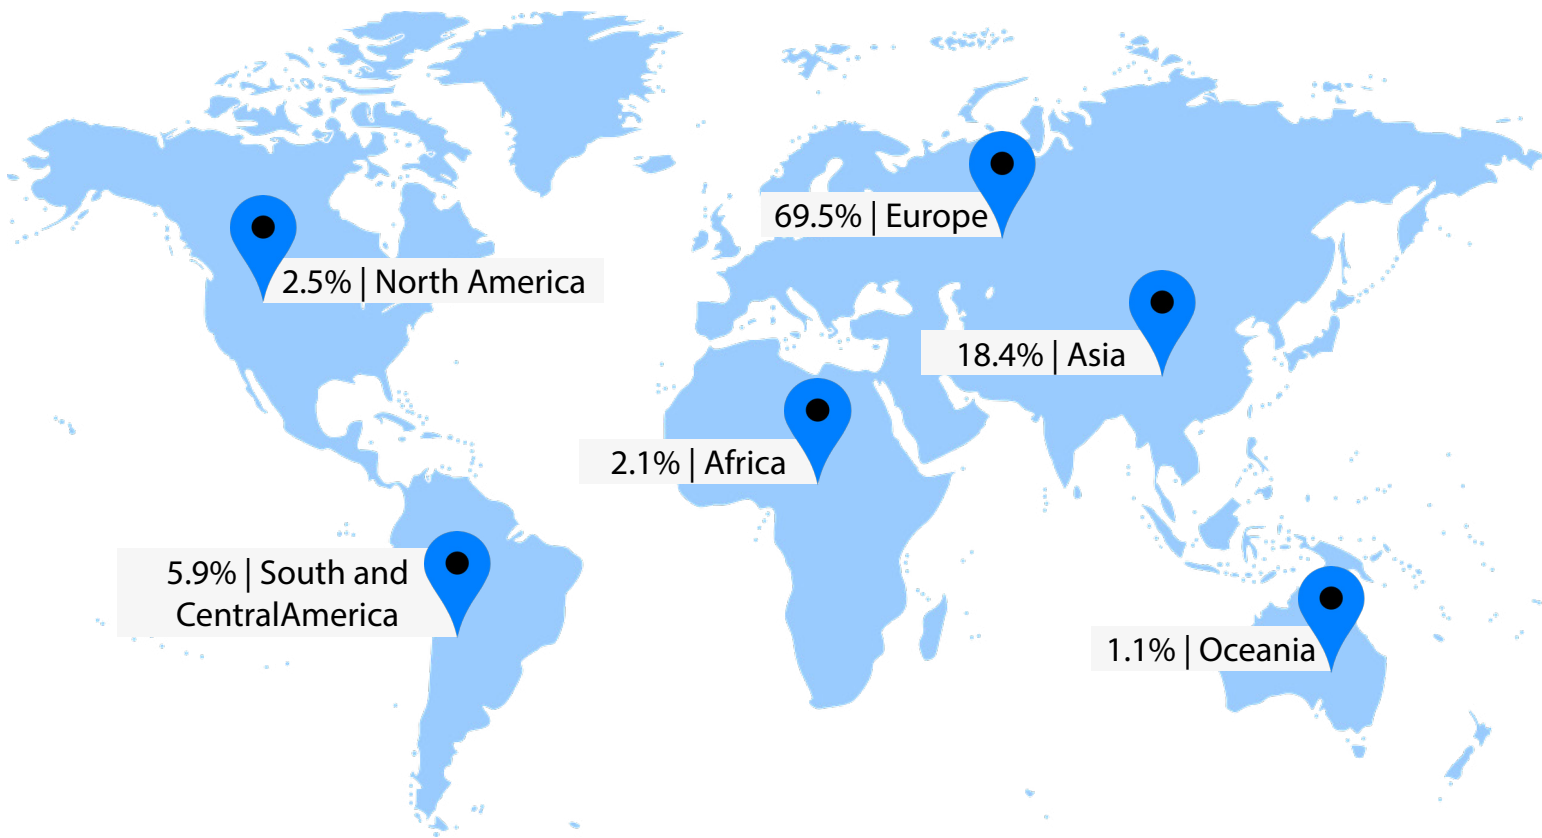 69.5% | Europe
2.5% | North America
18.4% | Asia
2.1% | Africa
5.9% | South and
CentralAmerica
1.1% | Oceania